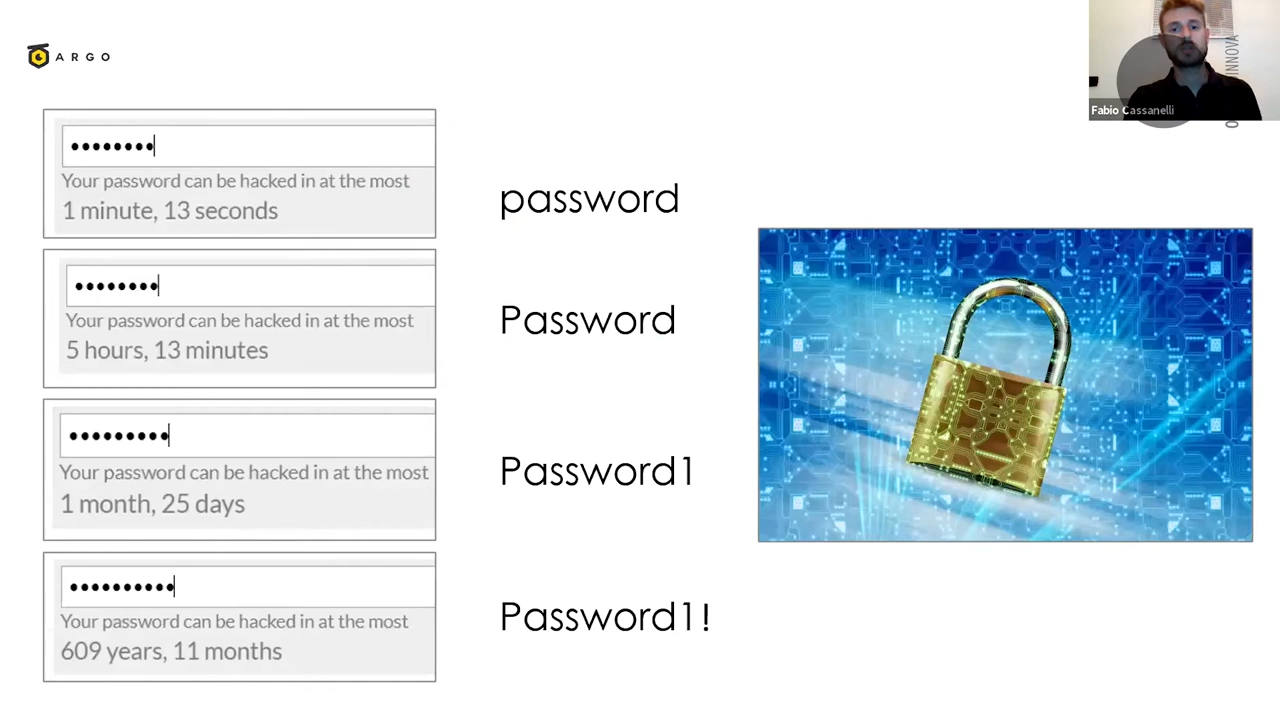 ARGO
Fabio Cassanelli
INNOVA
••••••••
Your password can be hacked in at the most
1 minute, 13 seconds
password
••••••••
Your password can be hacked in at the most
5 hours, 13 minutes
Password
•••••••••
Your password can be hacked in at the most
1 month, 25 days
Password1
••••••••••
Your password can be hacked in at the most
609 years, 11 months
Password1!